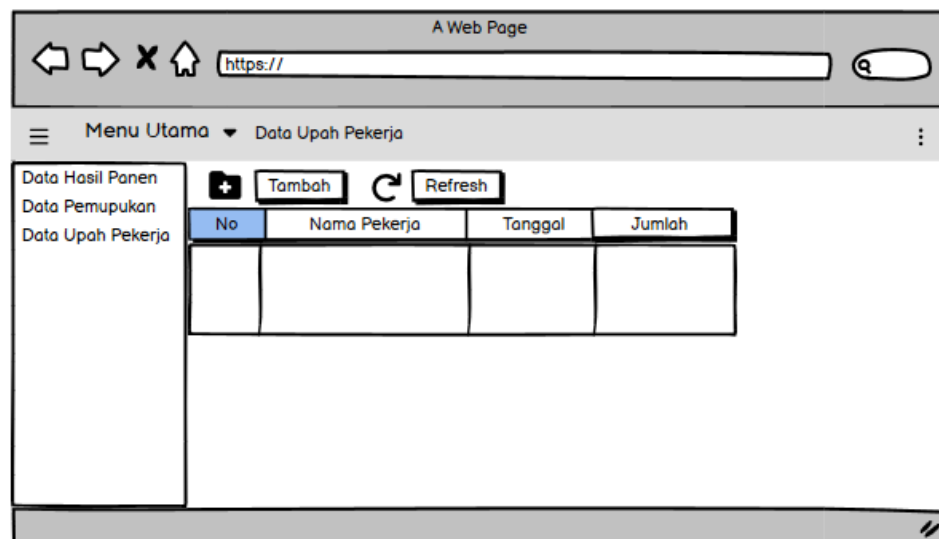 A Web Page
https://
Menu Utama Data Upah Pekerja
Data Hasil Panen
Data Pemupukan
Data Upah Pekerja
Tambah Refresh
No Nama Pekerja Tanggal Jumlah